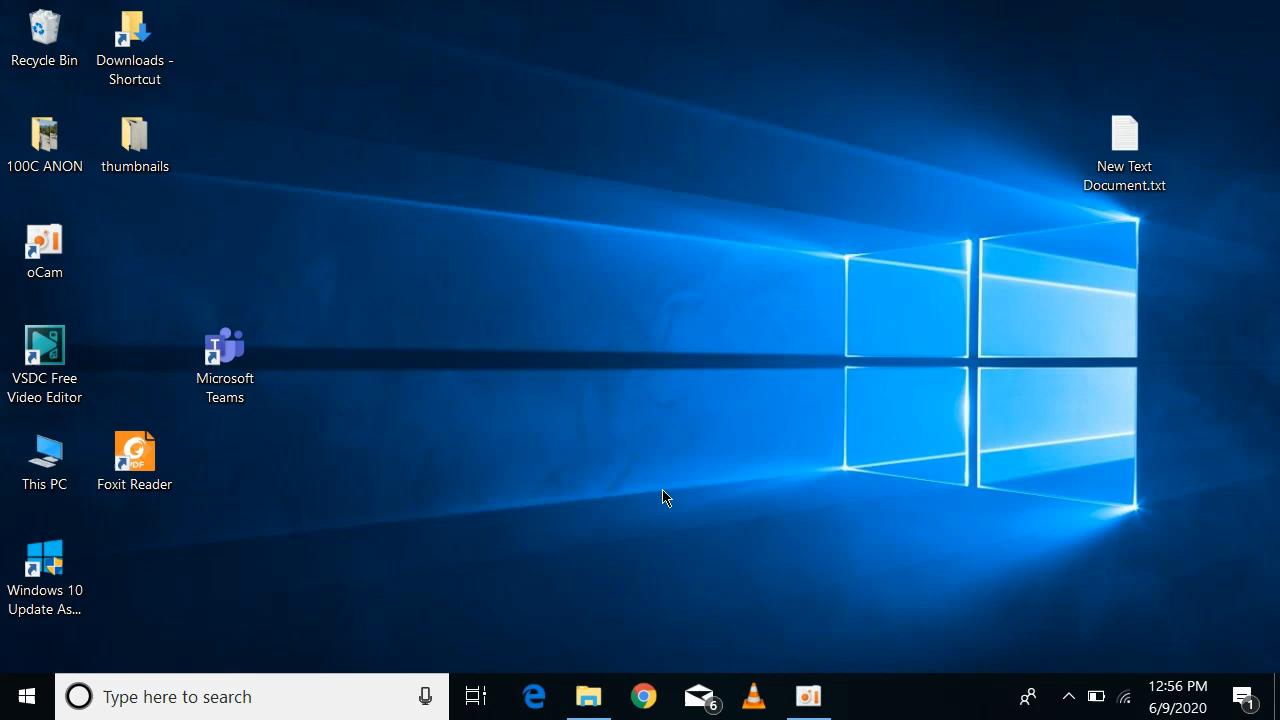 Recycle Bin
Downloads -
Shortcut
100C ANON
thumbnails
New Text
Document.txt
oCam
VSDC Free
Video Editor
Microsoft
Teams
This PC
PDF
Foxit Reader
Windows 10
Update As...
Type here to search
6
12:56 PM
6/9/2020
1